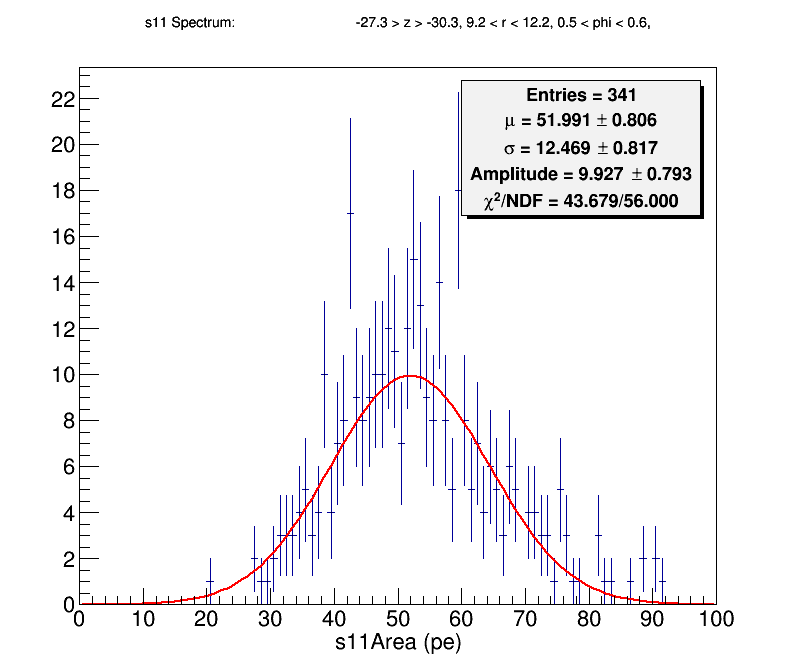 s11 Spectrum: -27.3 > z > -30.3, 9.2 < r < 12.2, 0.5 < phi < 0.6,
Entries = 341
μ = 51.991 ± 0.806
σ = 12.469 ± 0.817
Amplitude = 9.927 ± 0.793
χ²/NDF = 43.679/56.000
22
20
18
16
14
12
10
8
6
4
2
0
0 10 20 30 40 50 60 70 80 90 100
s11Area (pe)